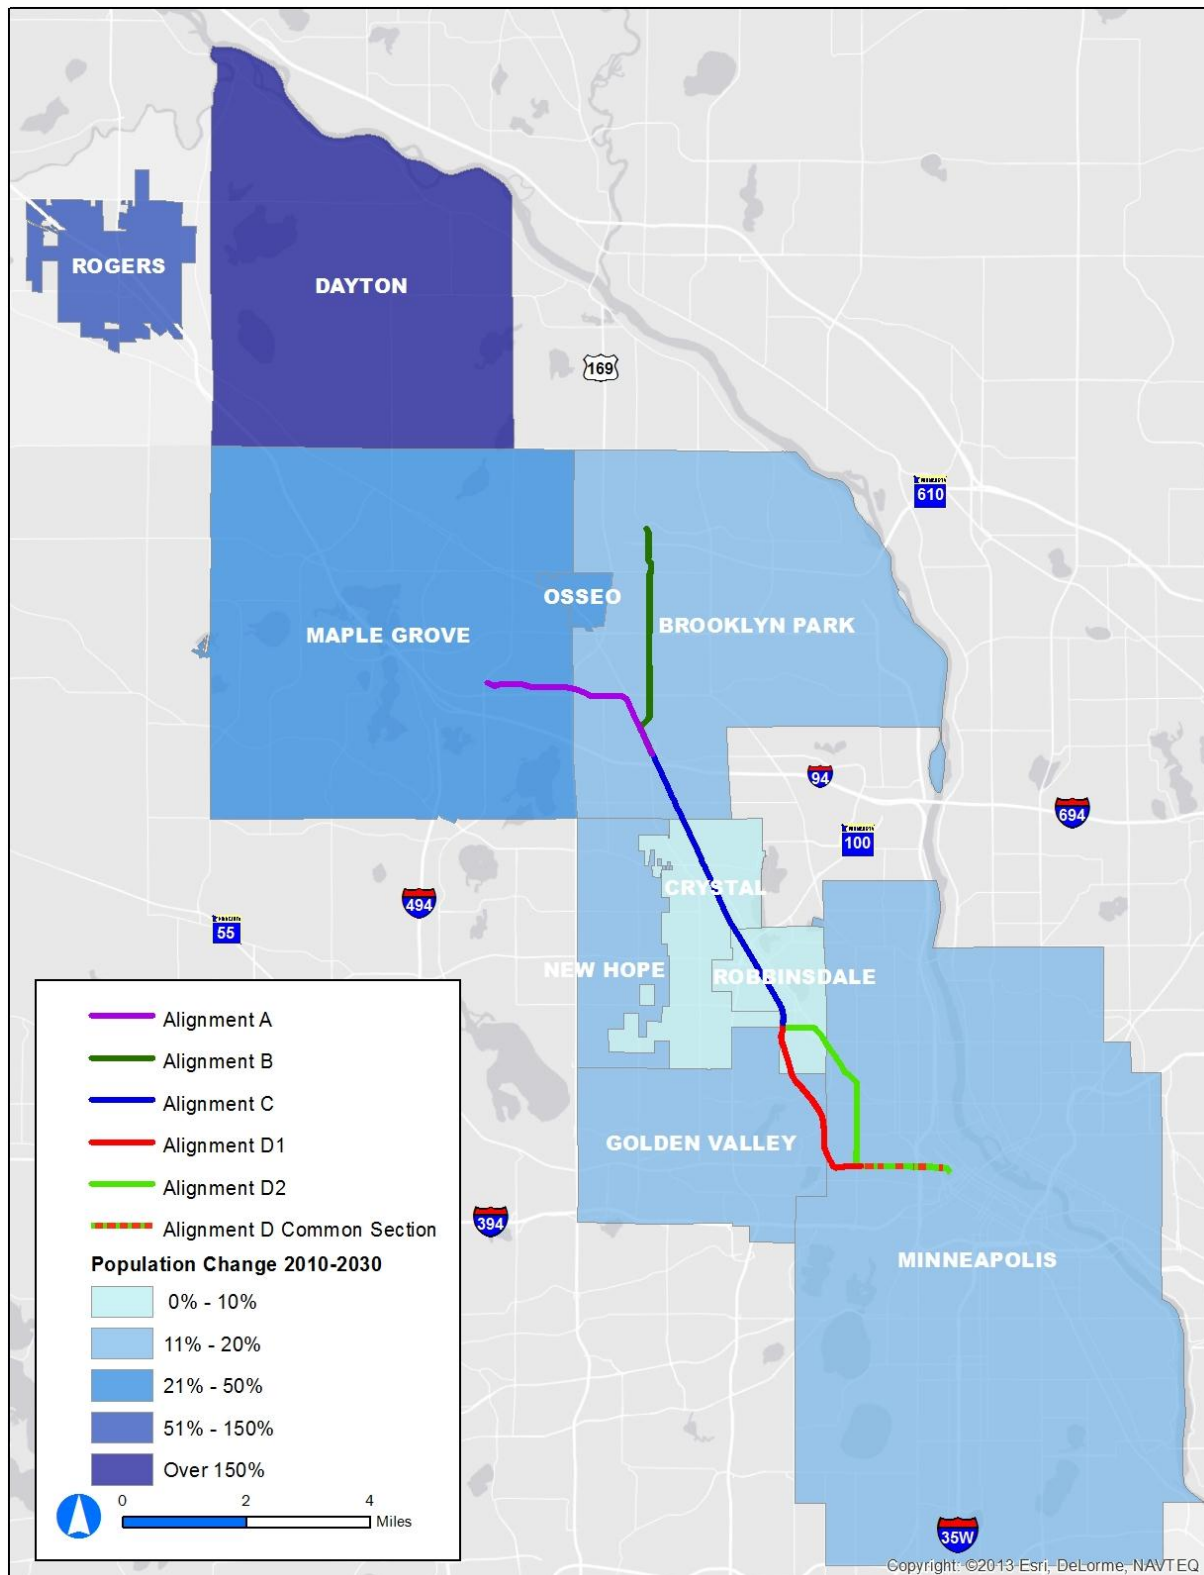 ROGERS
DAYTON
169
610
OSSEO
MAPLE GROVE
BROOKLYN PARK
94
694
100
CRYSTAL
494
55
NEW HOPE
ROBBINSDALE
GOLDEN VALLEY
394
MINNEAPOLIS
35W
Alignment A
Alignment B
Alignment C
Alignment D1
Alignment D2
Alignment D Common Section
Population Change 2010-2030
0% - 10%
11% - 20%
21% - 50%
51% - 150%
Over 150%
0 2 4
Miles
Copyright: ©2013 Esri, DeLorme, NAVTEQ